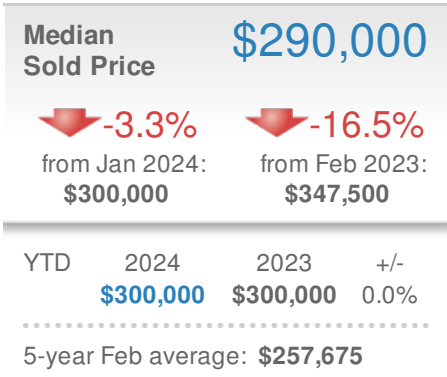 Median
Sold Price
$290,000
-3.3%
from Jan 2024:
$300,000
-16.5%
from Feb 2023:
$347,500
YTD 2024 2023 +/-
$300,000 $300,000 0.0%
5-year Feb average: $257,675